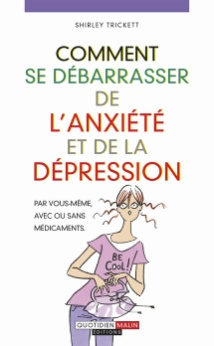 SHIRLEY TRICKETT
COMMENT
SE DÉBARRASSER
DE
L'ANXIÉTÉ
ET DE LA
DÉPRESSION
PAR VOUS-MÊME,
AVEC OU SANS
MÉDICAMENTS.
BE
COOL!
QUOTIDIEN MALIN
ÉDITIONS